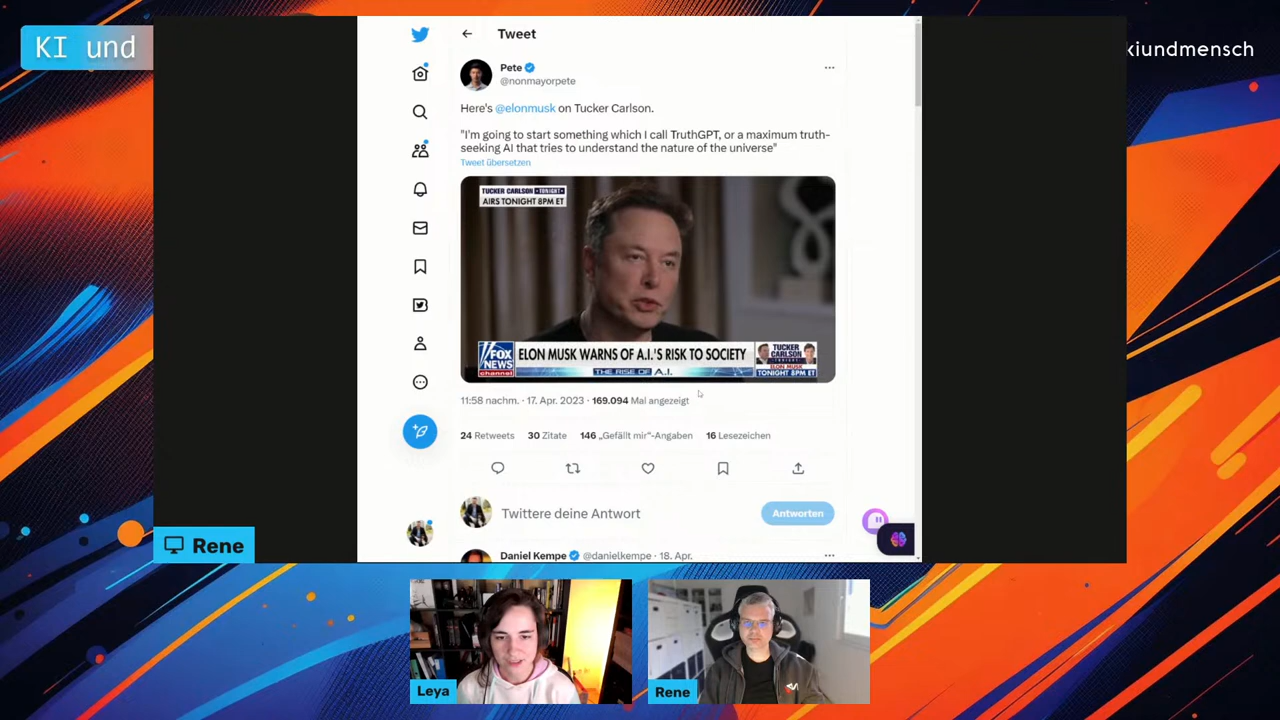 KI und
kiundmensch
Tweet
Pete
@nonmayorpete
Here's @elonmusk on Tucker Carlson.
"I'm going to start something which I call TruthGPT, or a maximum truth-
seeking AI that tries to understand the nature of the universe"
Tweet übersetzen
TUCKER CARLSON TONIGHT
AIRS TONIGHT 8PM ET
FOX
NEWS
channel
ELON MUSK WARNS OF A.I.'S RISK TO SOCIETY
THE RISE OF A.I.
TUCKER
CARLSON
TONIGHT
ELON MUSK
TONIGHT 8PM ET
11:58 nachm. · 17. Apr. 2023 · 169.094 Mal angezeigt
24 Retweets 30 Zitate 146 „Gefällt mir“-Angaben 16 Lesezeichen
Twittere deine Antwort
Antworten
Daniel Kempe @danielkempe · 18. Apr.
Rene
Leya
Rene